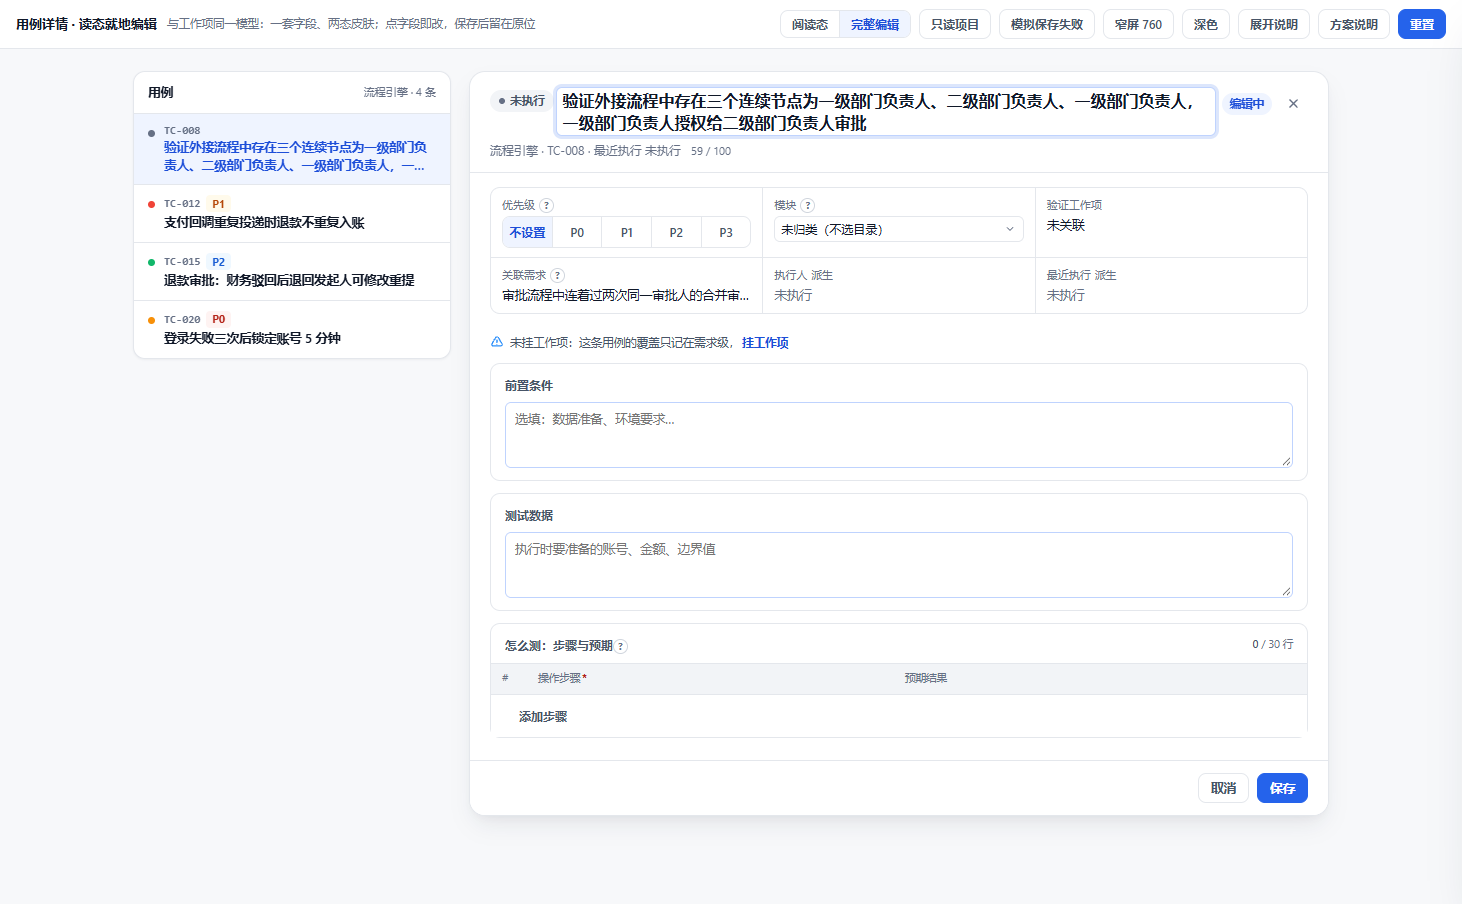 用例详情 · 读态就地编辑 与工作项同一模型：一套字段、两态皮肤；点字段即改，保存后留在原位 阅读态 完整编辑 只读项目 模拟保存失败 窄屏 760 深色 展开说明 方案说明 重置
用例 流程引擎 · 4 条
TC-008
验证外接流程中存在三个连续节点为一级部门负
责人、二级部门负责人、一级部门负责人，一...
TC-012 P1
支付回调重复投递时退款不重复入账
TC-015 P2
退款审批：财务驳回后退回发起人可修改重提
TC-020 P0
登录失败三次后锁定账号 5 分钟
未执行 验证外接流程中存在三个连续节点为一级部门负责人、二级部门负责人、一级部门负责人， 编辑中
一级部门负责人授权给二级部门负责人审批
流程引擎 · TC-008 · 最近执行 未执行 59 / 100
优先级 ? 模块 ? 验证工作项
不设置 P0 P1 P2 P3 未归类（不选目录） 未关联
关联需求 ? 执行人 派生 最近执行 派生
审批流程中连着过两次同一审批人的合并审... 未执行 未执行
未挂工作项：这条用例的覆盖只记在需求级， 挂工作项
前置条件
选填：数据准备、环境要求...
测试数据
执行时要准备的账号、金额、边界值
怎么测：步骤与预期 ? 0 / 30 行
# 操作步骤* 预期结果
添加步骤
取消 保存